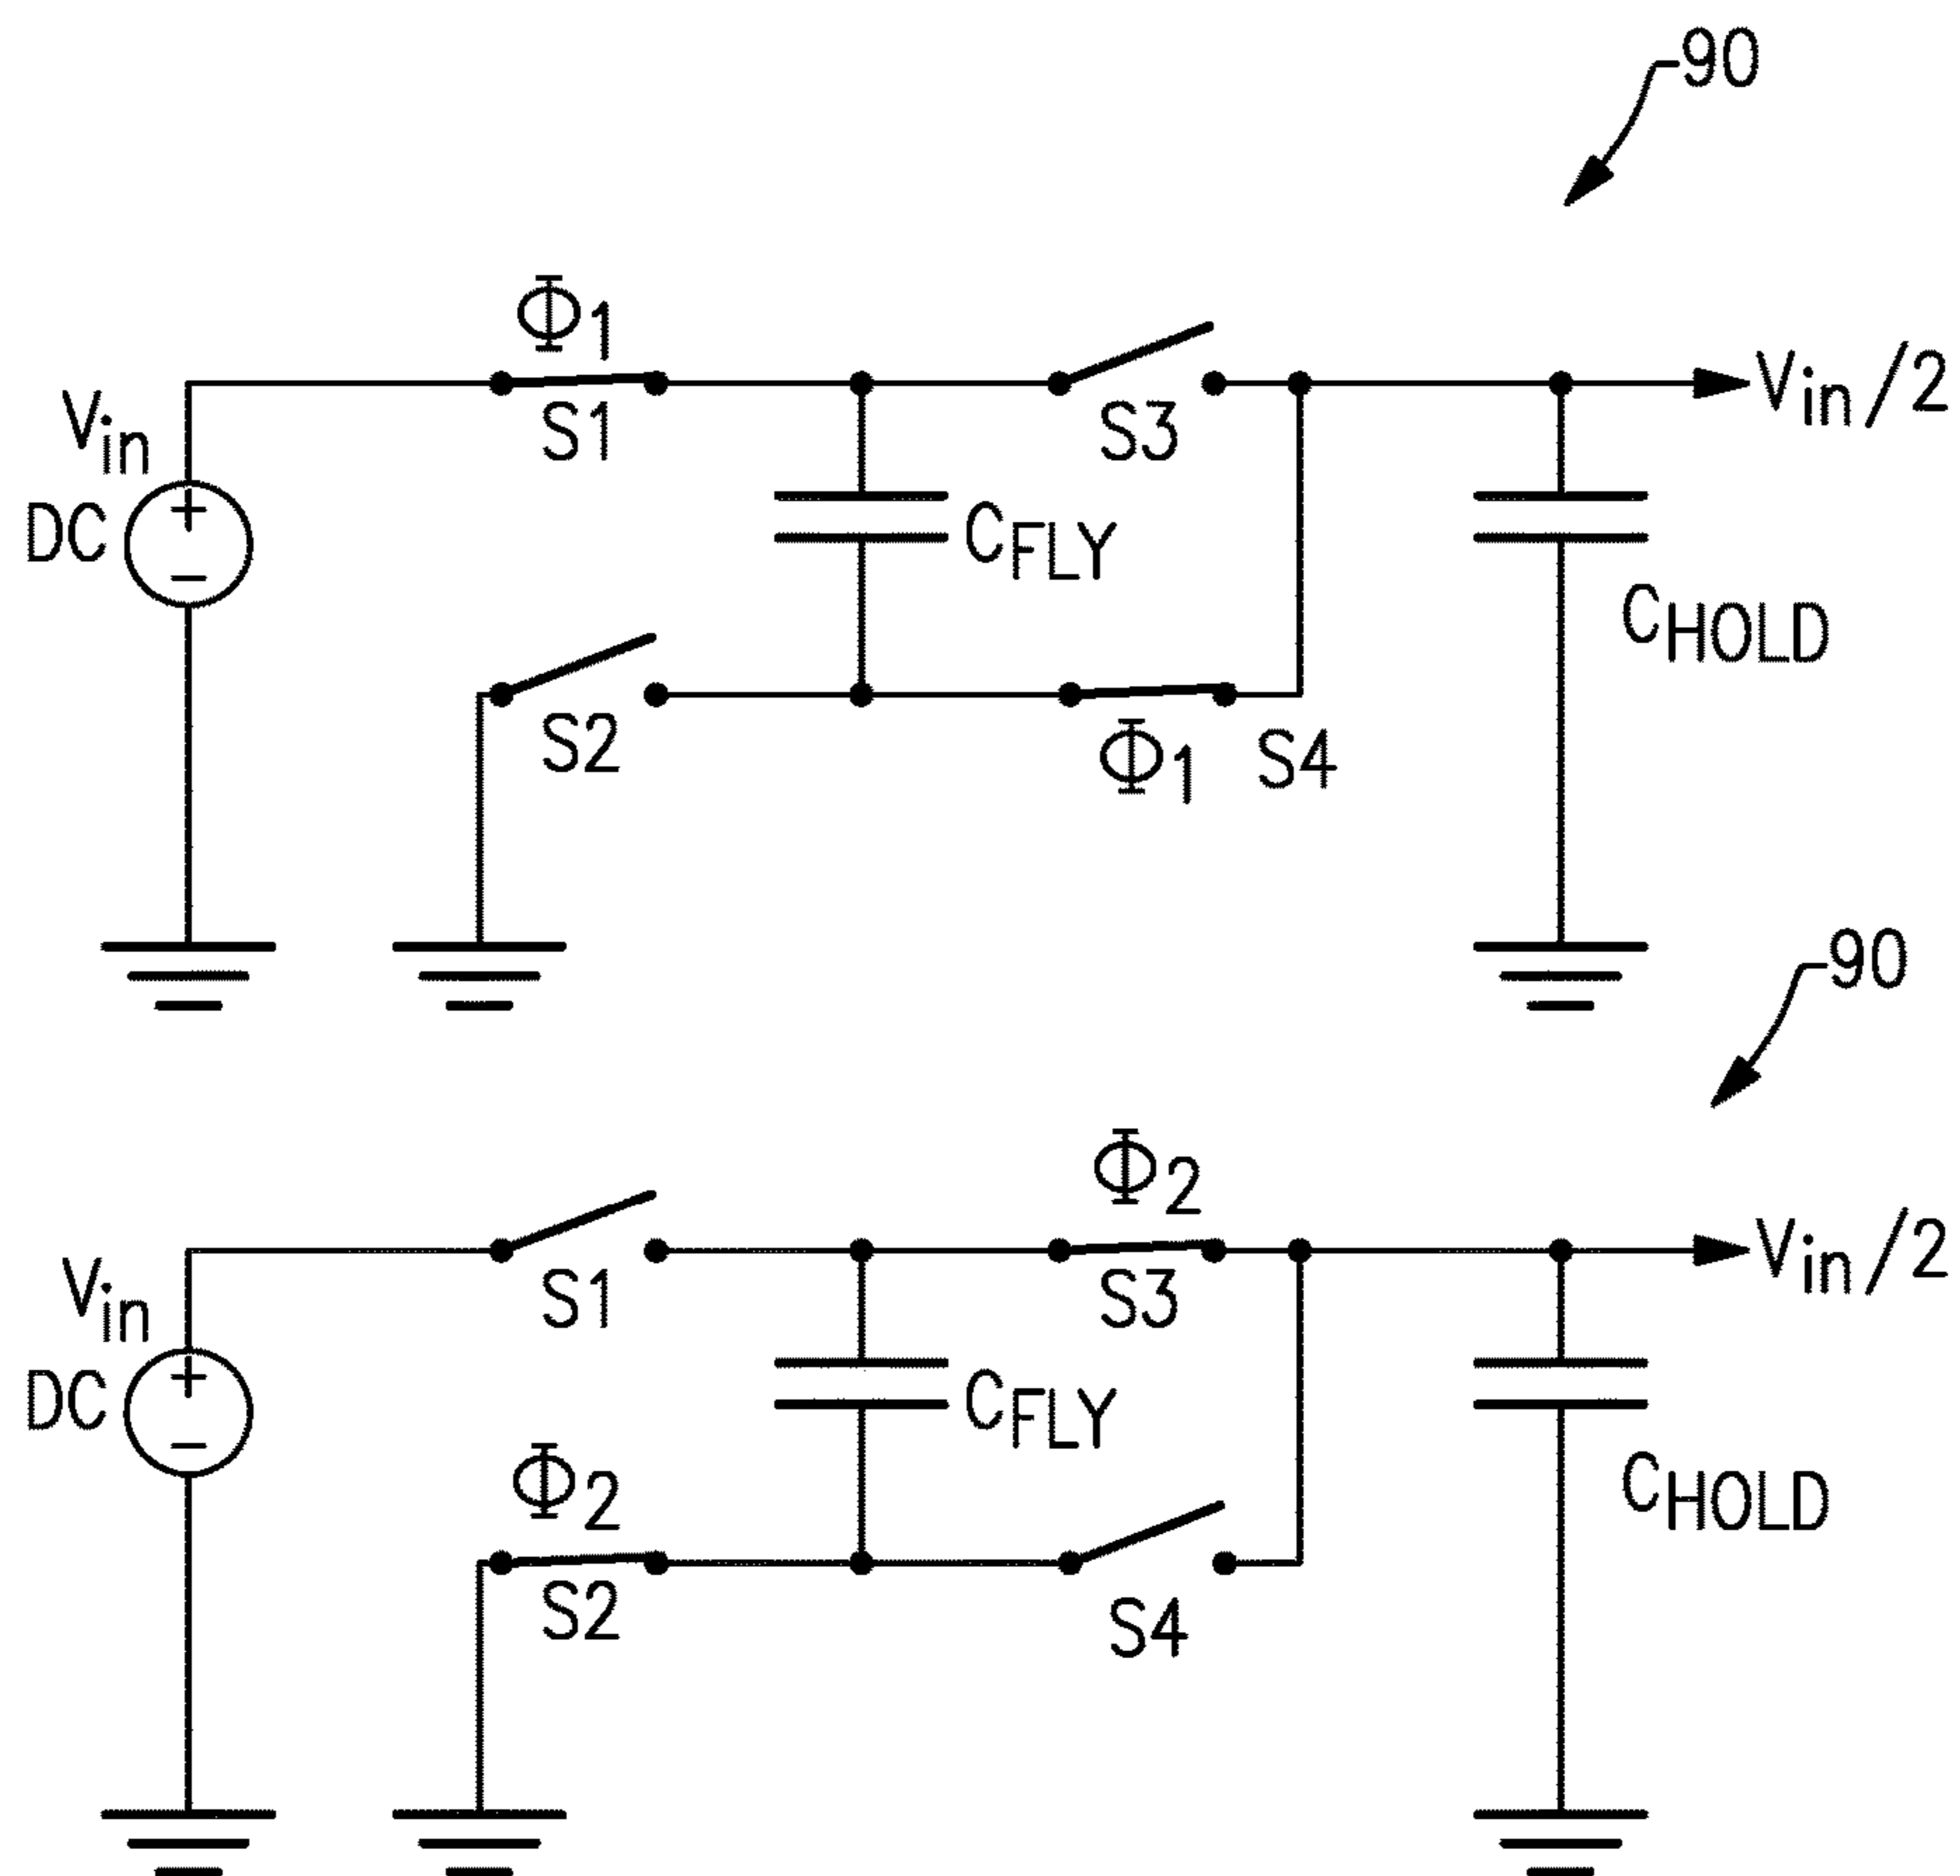 90
Φ1
Vin/2
Vin
S1
S3
DC
+
−
CFLY
CHOLD
S2
Φ1
S4
90
Φ2
Vin/2
Vin
S1
S3
DC
+
−
CFLY
Φ2
CHOLD
S2
S4